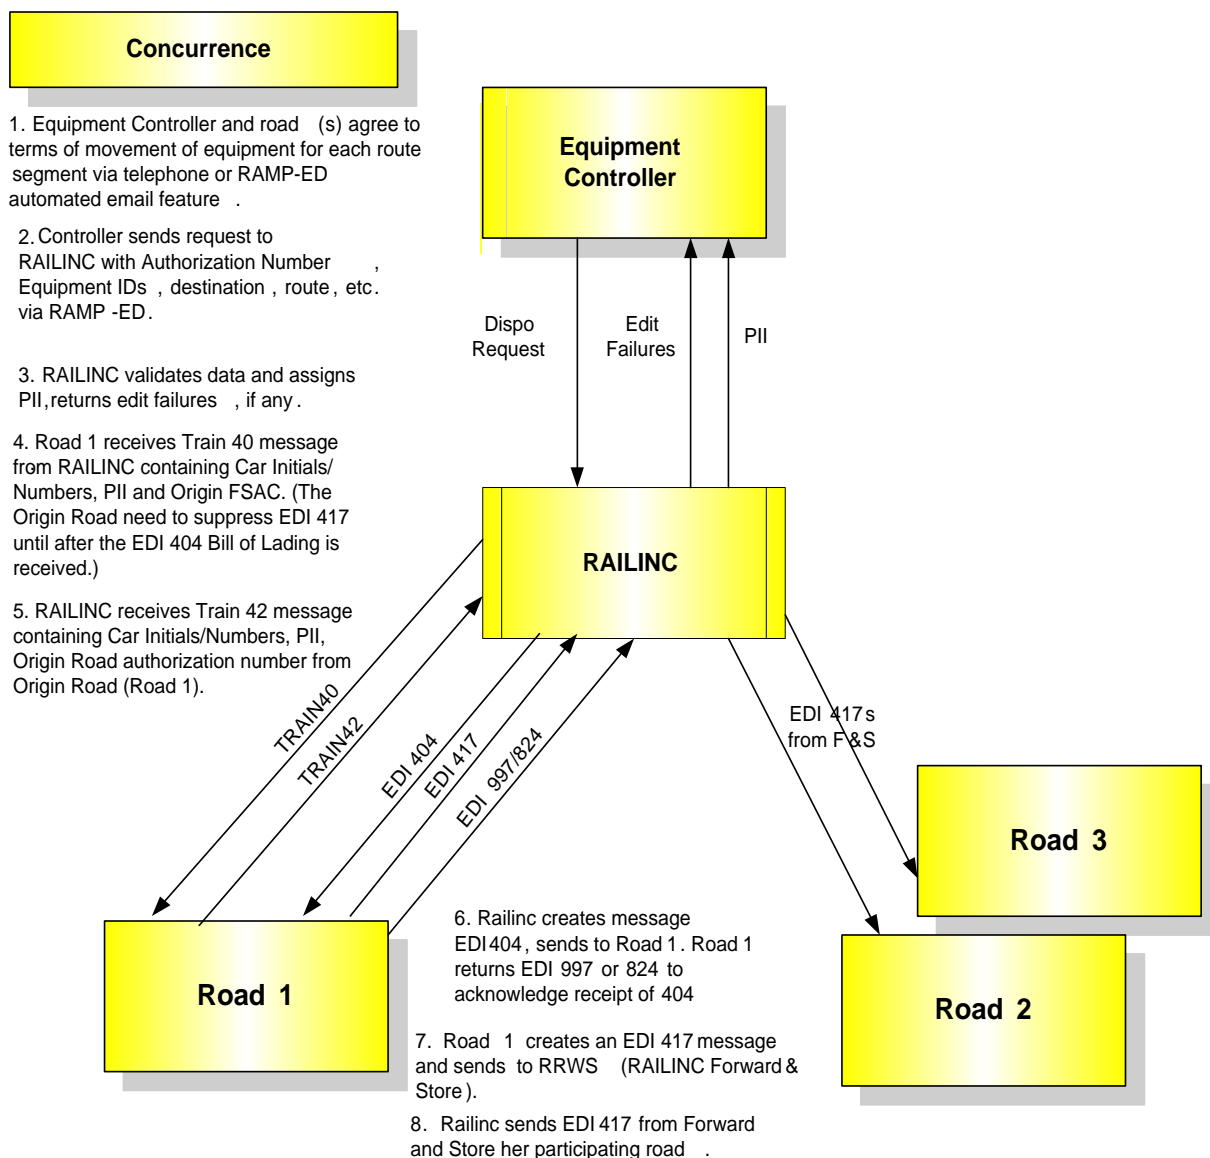 Concurrence
1. Equipment Controller and road (s) agree to
terms of movement of equipment for each route
segment via telephone or RAMP-ED
automated email feature .
2. Controller sends request to
RAILINC with Authorization Number ,
Equipment IDs , destination , route, etc.
via RAMP -ED.
3. RAILINC validates data and assigns
PII,returns edit failures , if any.
4. Road 1 receives Train 40 message
from RAILINC containing Car Initials/
Numbers, PII and Origin FSAC. (The
Origin Road need to suppress EDI 417
until after the EDI 404 Bill of Lading is
received.)
5. RAILINC receives Train 42 message
containing Car Initials/Numbers, PII,
Origin Road authorization number from
Origin Road (Road 1).
Equipment
Controller
Dispo
Request
Edit
Failures
PII
RAILINC
TRAIN40
TRAIN42
EDI 404
EDI 417
EDI 997/824
EDI 417s
from F&S
Road 3
Road 2
Road 1
6. Railinc creates message
EDI404, sends to Road 1. Road 1
returns EDI 997 or 824 to
acknowledge receipt of 404
7. Road 1 creates an EDI 417 message
and sends to RRWS (RAILINC Forward &
Store).
8. Railinc sends EDI 417 from Forward
and Store her participating road .